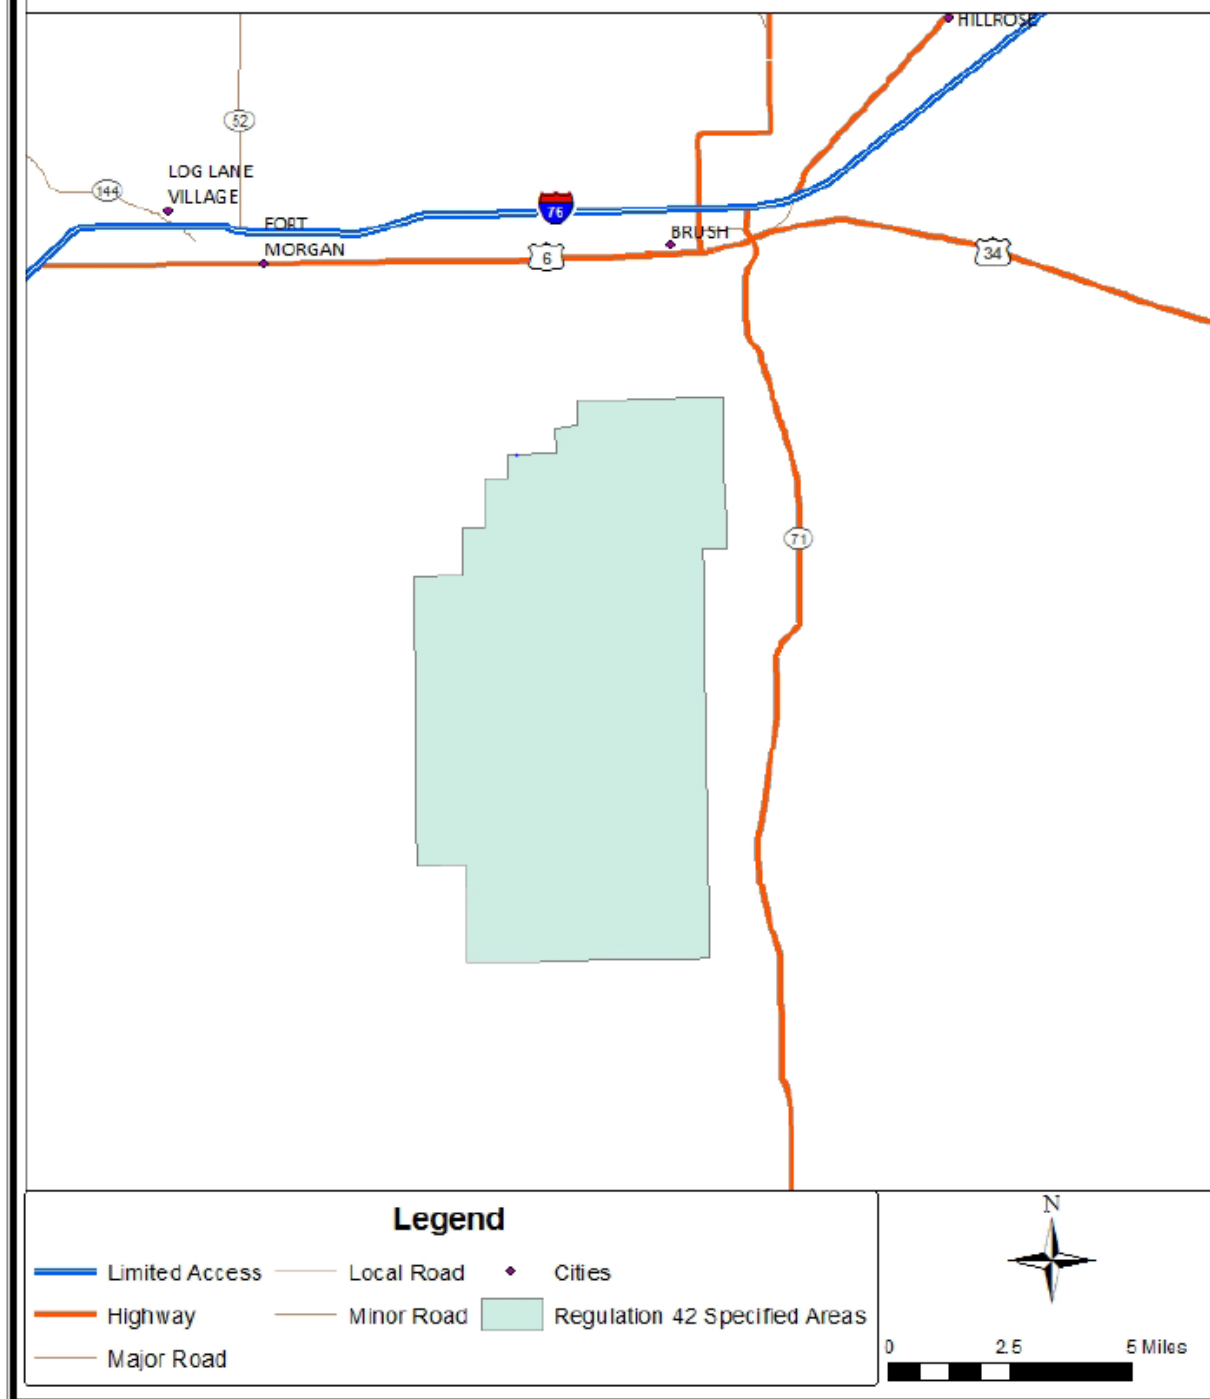 HILLROSE
52
LOG LANE
VILLAGE
144
76
FORT
MORGAN
BRUSH
6
34
71
Legend
Limited Access
Local Road
Cities
Highway
Minor Road
Regulation 42 Specified Areas
Major Road
N
0 2.5 5 Miles